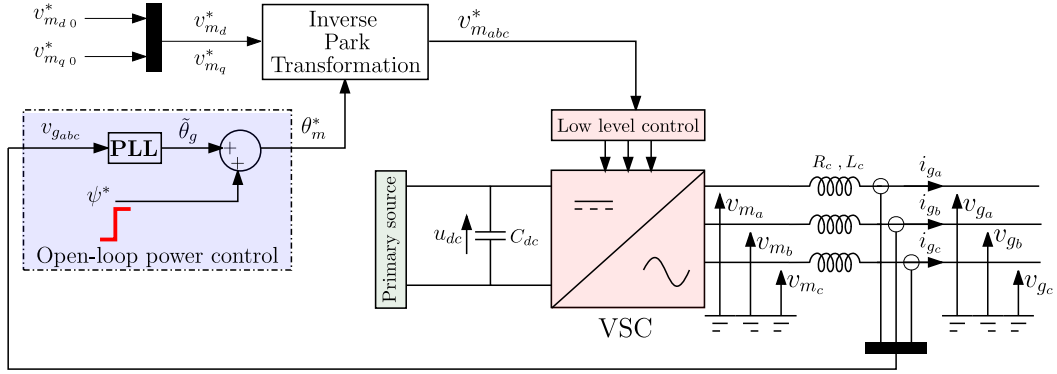 v*_{m_{d 0}}
v*_{m_{q 0}}
v*_{m_d}
v*_{m_q}
Inverse
Park
Transformation
v*_{m_{abc}}
v_{g_{abc}}
PLL
θ̃_g
+
+
θ*_m
ψ*
Open-loop power control
Low level control
Primary source
u_{dc}
C_{dc}
VSC
R_c , L_c
v_{m_a}
v_{m_b}
v_{m_c}
i_{g_a}
i_{g_b}
i_{g_c}
v_{g_a}
v_{g_b}
v_{g_c}